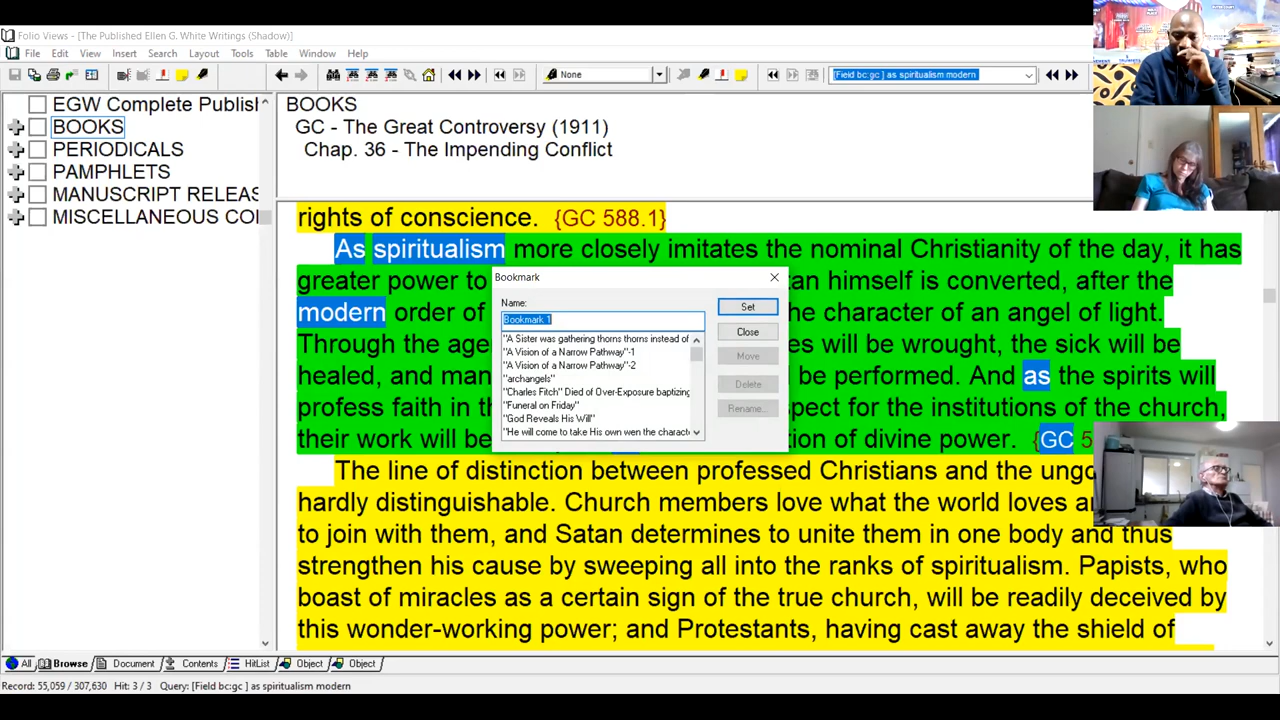 Folio Views - [The Published Ellen G. White Writings (Shadow)]
File Edit View Insert Search Layout Tools Table Window Help
None
[Field bc:gc ] as spiritualism modern
EGW Complete Publisl
BOOKS
PERIODICALS
PAMPHLETS
MANUSCRIPT RELEAS
MISCELLANEOUS CO
BOOKS
GC - The Great Controversy (1911)
Chap. 36 - The Impending Conflict
rights of conscience. {GC 588.1}
As spiritualism more closely imitates the nominal Christianity of the day, it has
greater power to
tan himself is converted, after the
modern order of
he character of an angel of light.
Through the age
es will be wrought, the sick will be
healed, and man
be performed. And as the spirits will
profess faith in th
spect for the institutions of the church,
their work will be
tion of divine power. {GC 5
The line of distinction between professed Christians and the ungo
hardly distinguishable. Church members love what the world loves a
to join with them, and Satan determines to unite them in one body and thus
strengthen his cause by sweeping all into the ranks of spiritualism. Papists, who
boast of miracles as a certain sign of the true church, will be readily deceived by
this wonder-working power; and Protestants, having cast away the shield of
Bookmark
Name:
Bookmark 1
"A Sister was gathering thorns thorns instead of
"A Vision of a Narrow Pathway"-1
"A Vision of a Narrow Pathway"-2
"archangels"
"Charles Fitch" Died of Over-Exposure baptizing
"Funeral on Friday"
"God Reveals His Will"
"He will come to take His own wen the charact
Set
Close
Move
Delete
Rename...
All Browse Document Contents HitList Object Object
Record: 55,059 / 307,630 Hit: 3 / 3 Query: [Field bc:gc ] as spiritualism modern